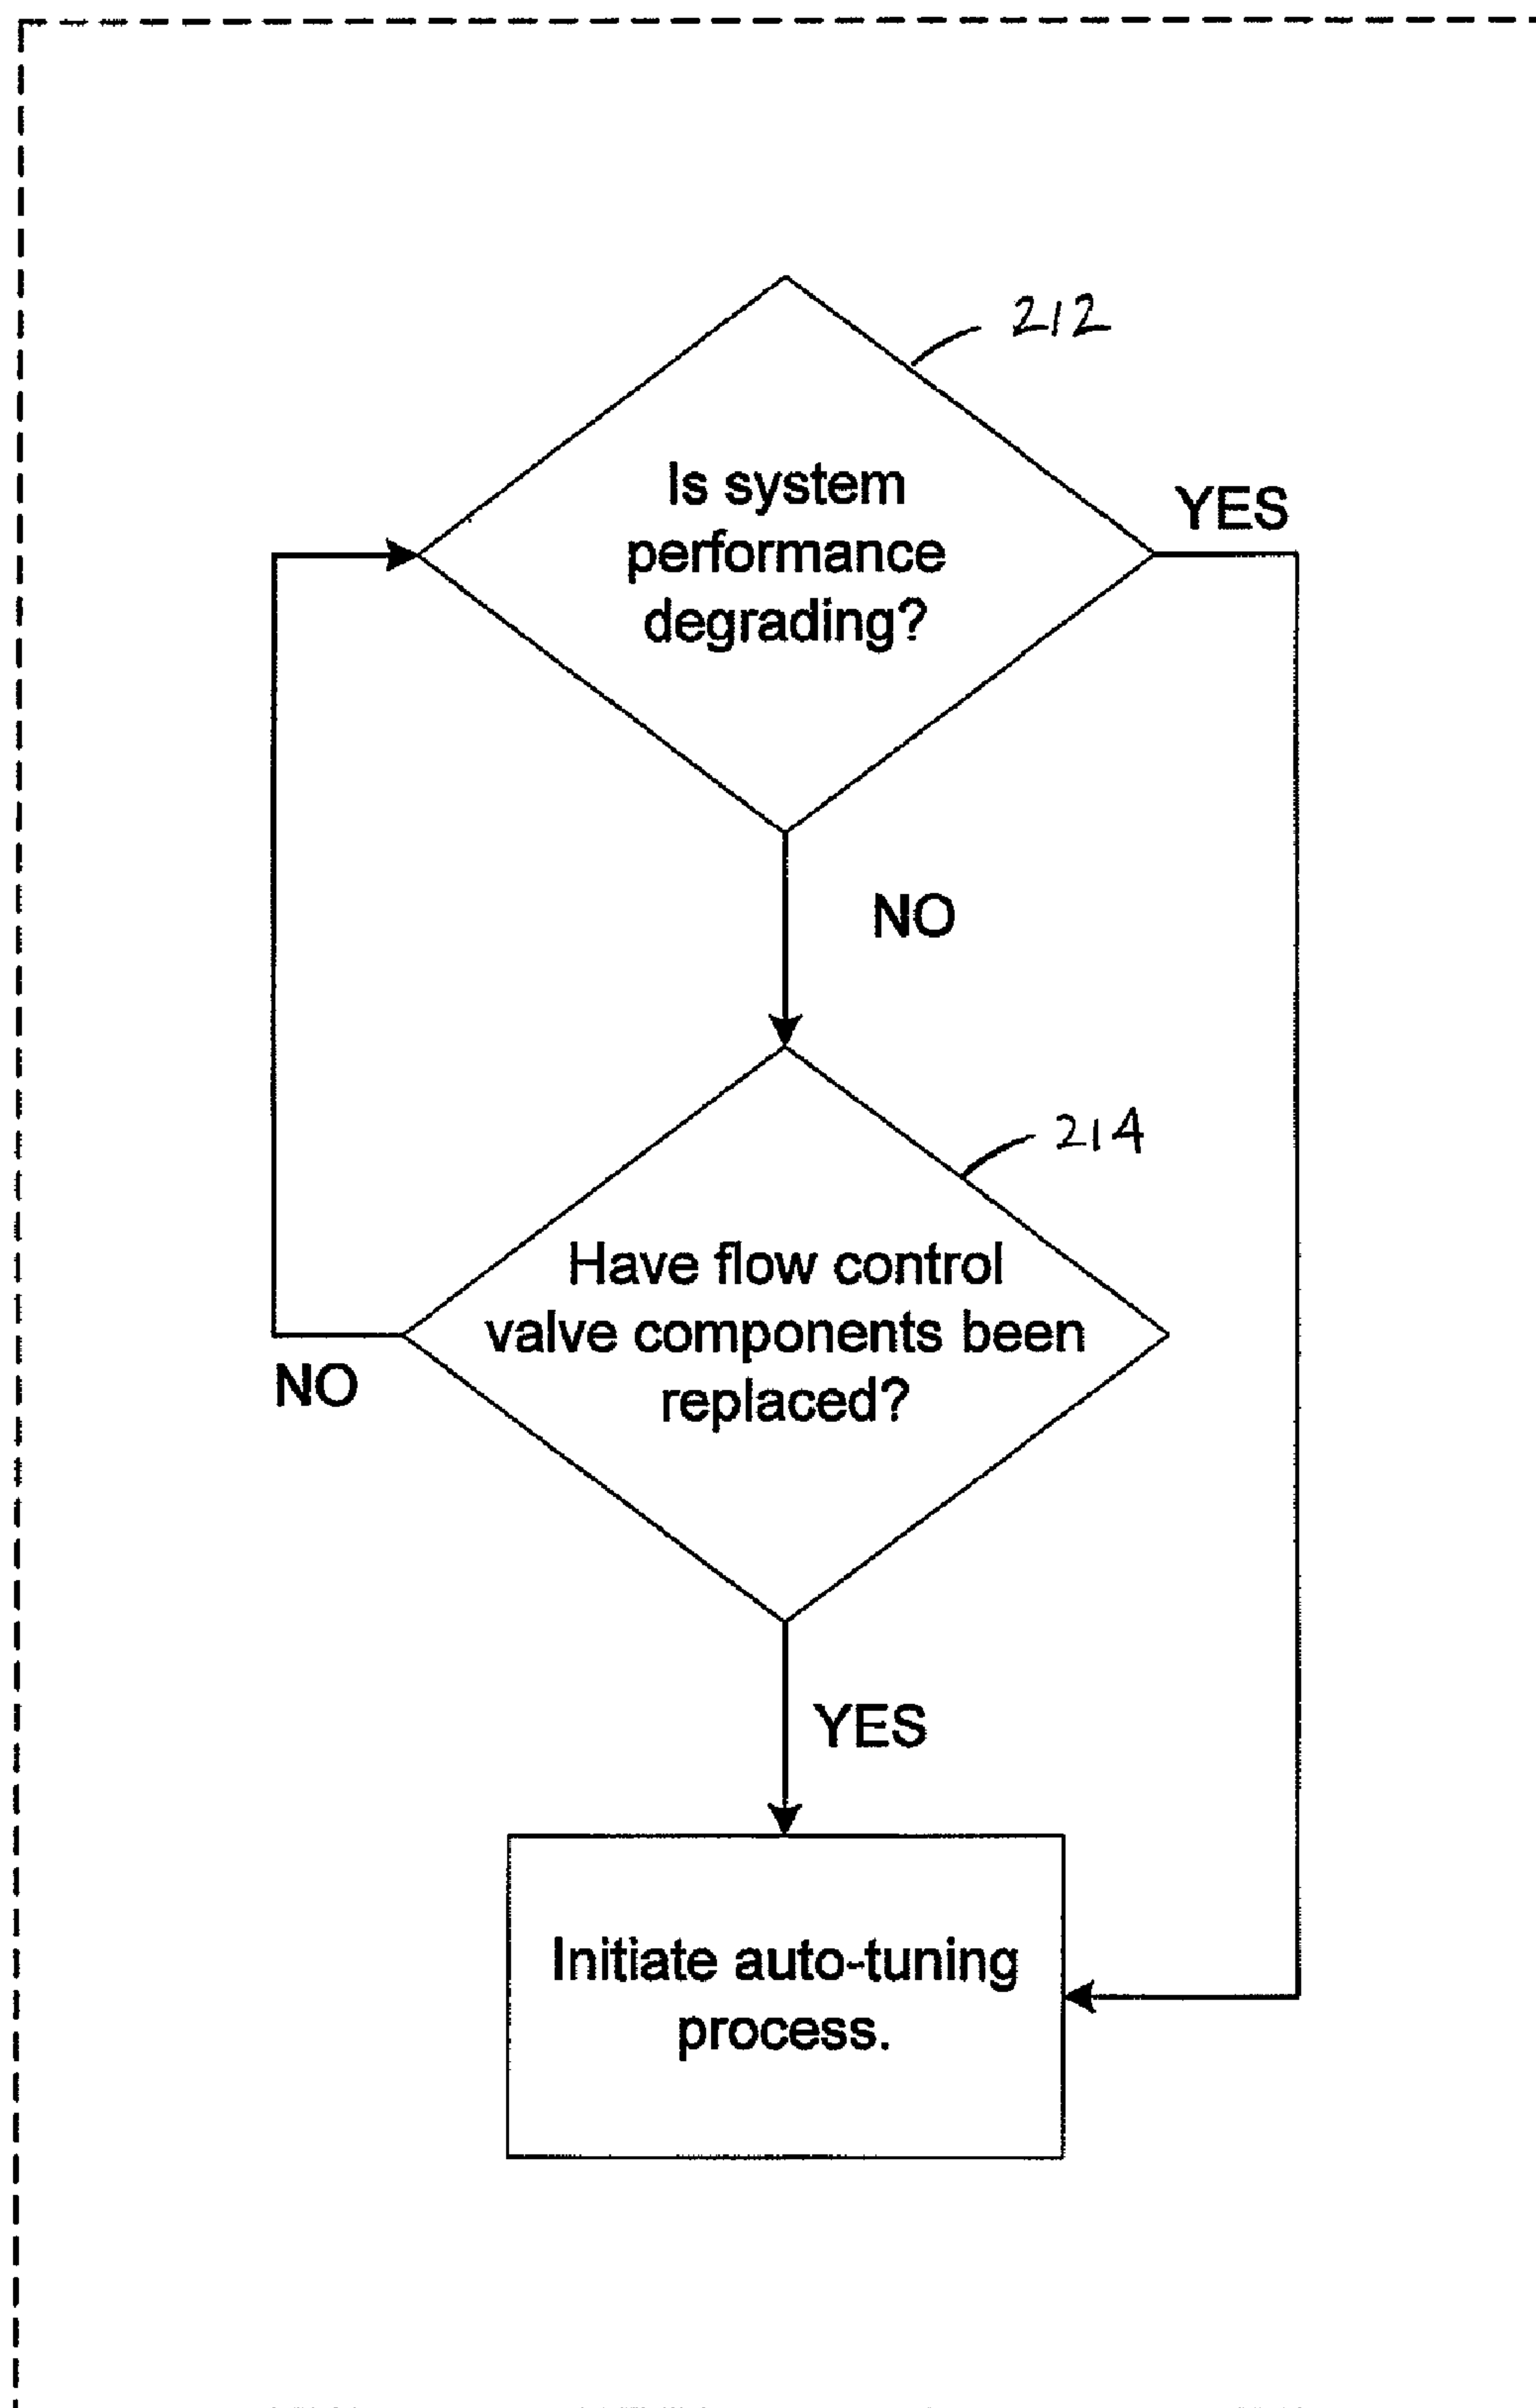 212
Is system
performance
degrading?
YES
NO
214
Have flow control
valve components been
replaced?
NO
YES
Initiate auto-tuning
process.